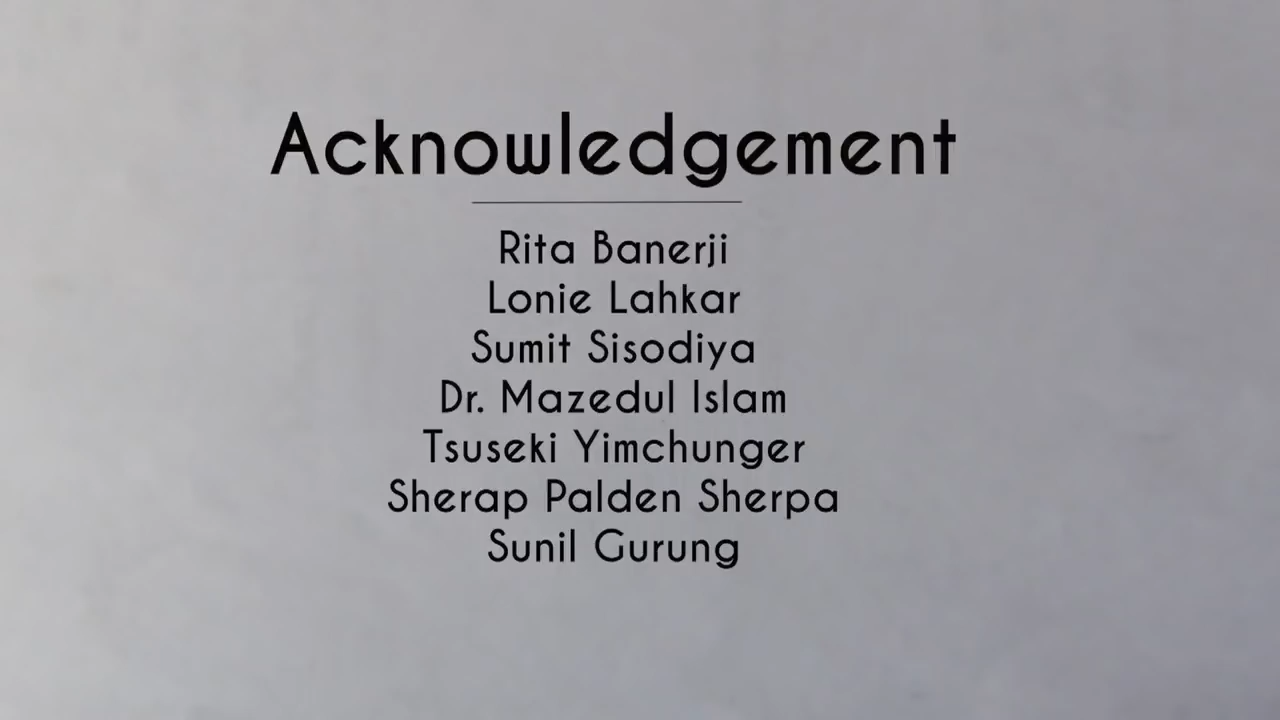 Acknowledgement
Rita Banerji
Lonie Lahkar
Sumit Sisodiya
Dr. Mazedul Islam
Tsuseki Yimchunger
Sherap Palden Sherpa
Sunil Gurung